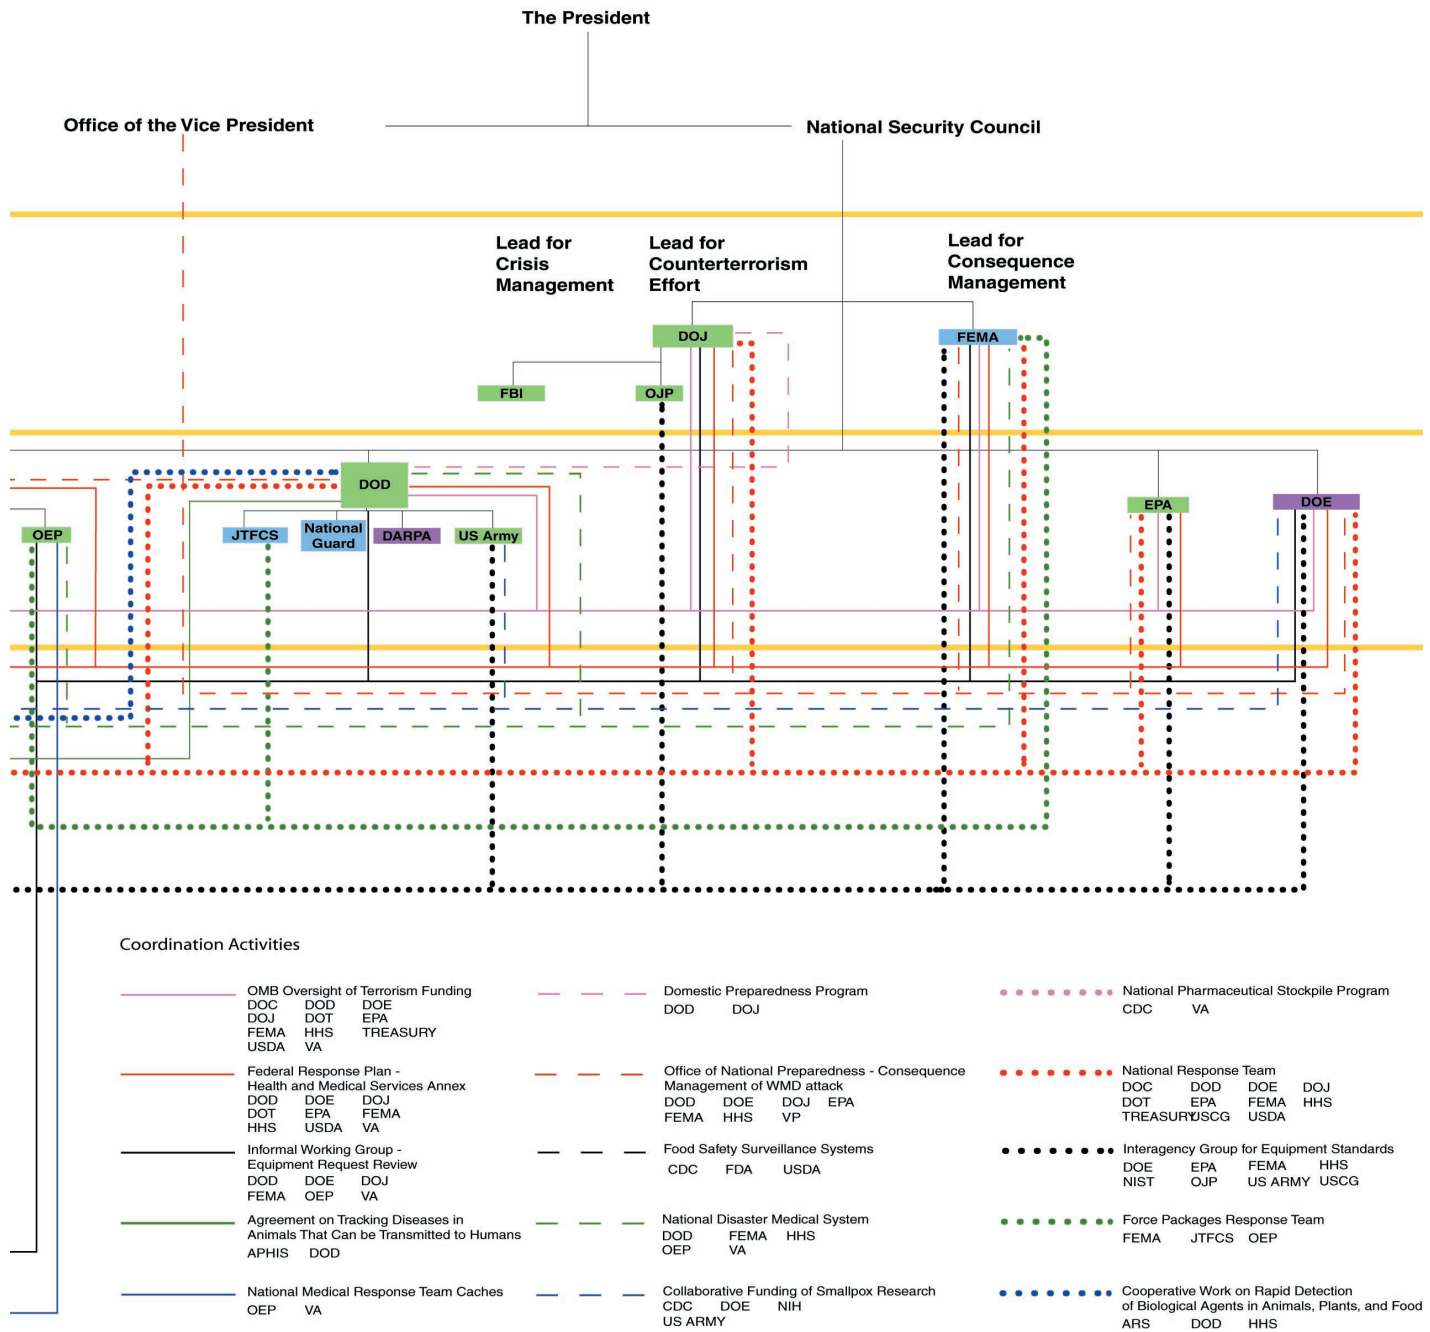 The President
Office of the Vice President
National Security Council
Lead for
Crisis
Management
Lead for
Counterterrorism
Effort
Lead for
Consequence
Management
DOJ
FEMA
FBI
OJP
DOD
EPA
DOE
OEP
JTFCS
National
Guard
DARPA
US Army
Coordination Activities
OMB Oversight of Terrorism Funding
DOC DOD DOE
DOJ DOT EPA
FEMA HHS TREASURY
USDA VA
Domestic Preparedness Program
DOD DOJ
National Pharmaceutical Stockpile Program
CDC VA
Federal Response Plan -
Health and Medical Services Annex
DOD DOE DOJ
DOT EPA FEMA
HHS USDA VA
Office of National Preparedness - Consequence
Management of WMD attack
DOD DOE DOJ EPA
FEMA HHS VP
National Response Team
DOC DOD DOE DOJ
DOT EPA FEMA HHS
TREASURY USCG USDA
Informal Working Group -
Equipment Request Review
DOD DOE DOJ
FEMA OEP VA
Food Safety Surveillance Systems
CDC FDA USDA
Interagency Group for Equipment Standards
DOE EPA FEMA HHS
NIST OJP US ARMY USCG
Agreement on Tracking Diseases in
Animals That Can be Transmitted to Humans
APHIS DOD
National Disaster Medical System
DOD FEMA HHS
OEP VA
Force Packages Response Team
FEMA JTFCS OEP
National Medical Response Team Caches
OEP VA
Collaborative Funding of Smallpox Research
CDC DOE NIH
US ARMY
Cooperative Work on Rapid Detection
of Biological Agents in Animals, Plants, and Food
ARS DOD HHS